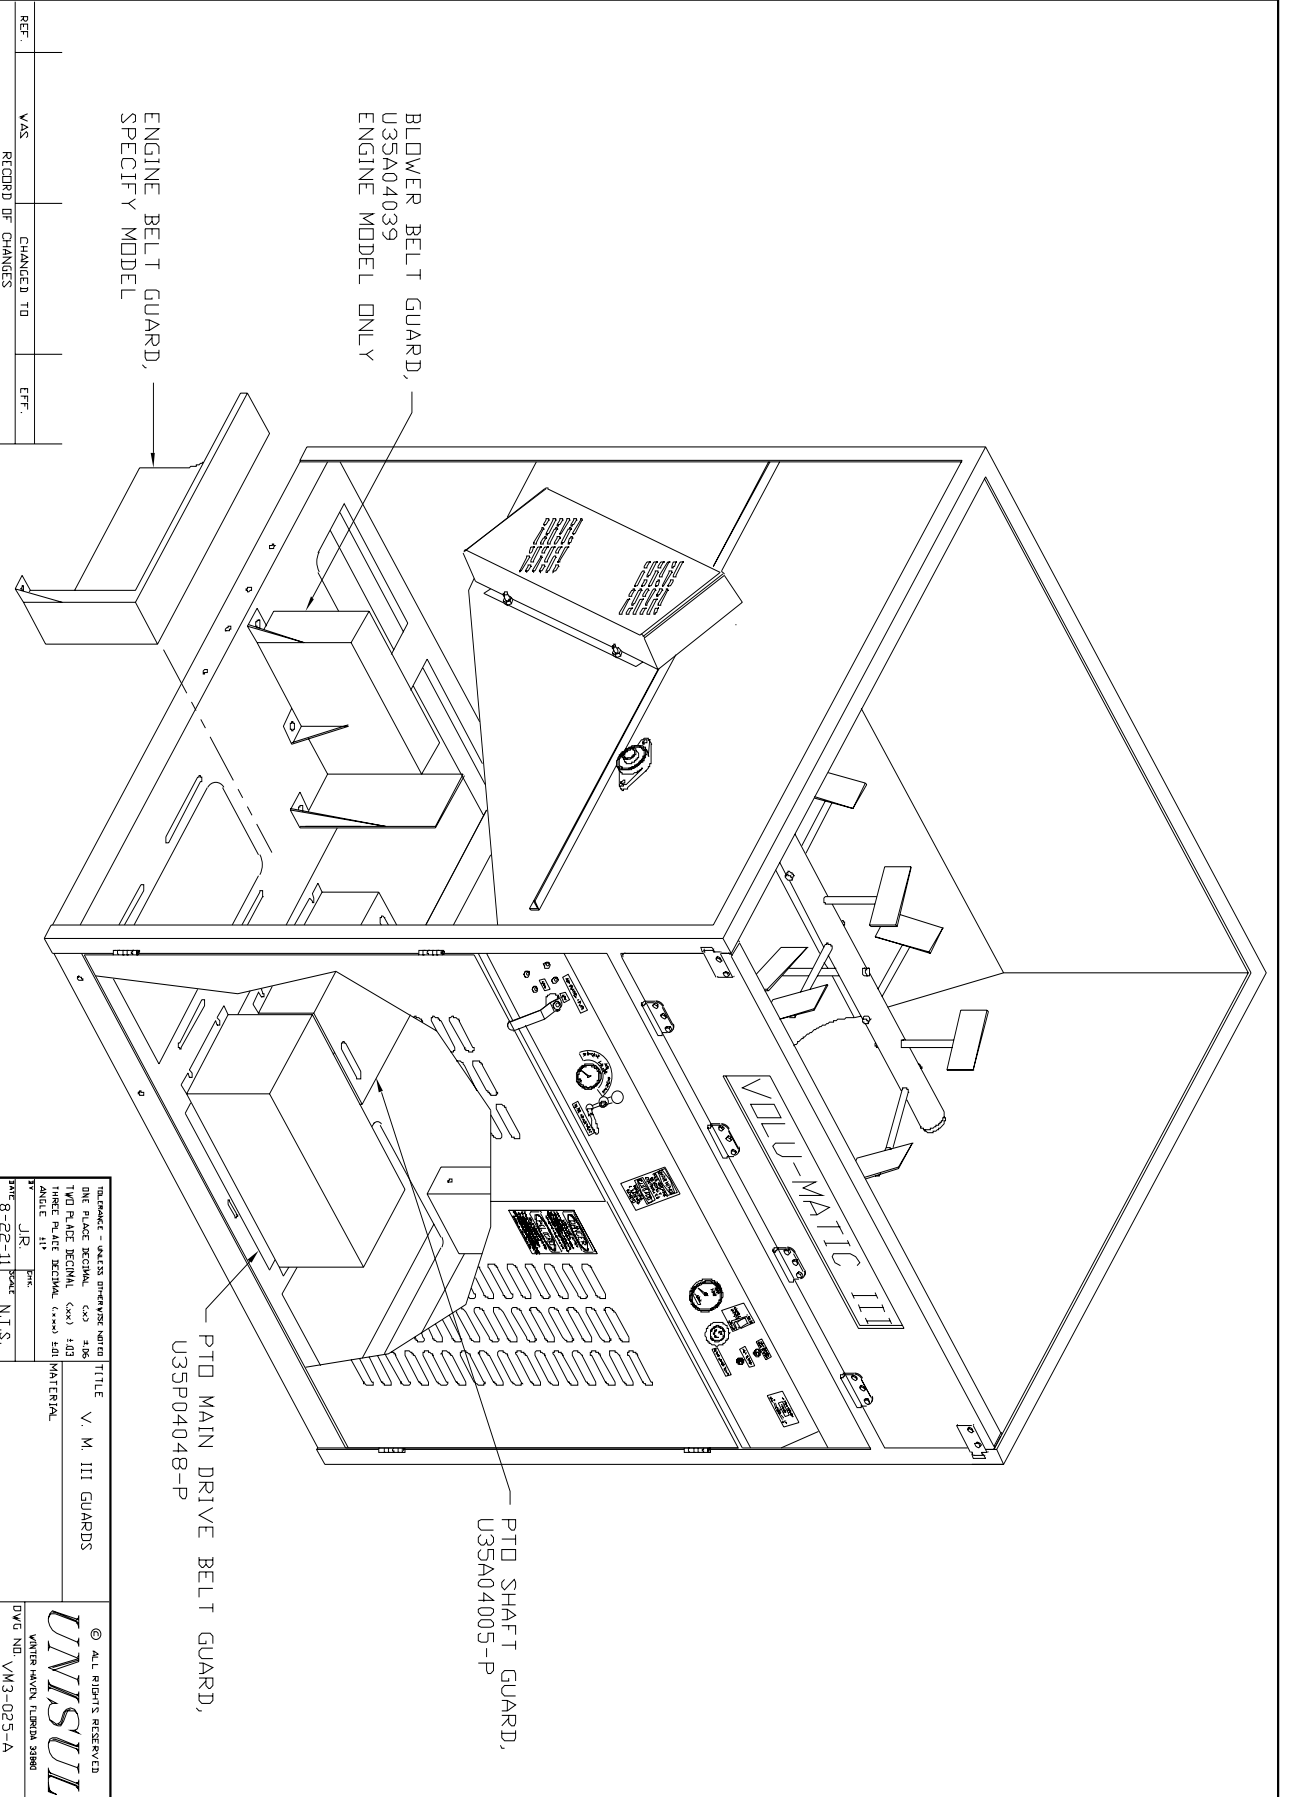 BLOWER BELT GUARD,
U35A04039
ENGINE MODEL ONLY
ENGINE BELT GUARD,
SPECIFY MODEL
VOLU-MATIC III
PTO SHAFT GUARD,
U35A04005-P
PTO MAIN DRIVE BELT GUARD,
U35P04048-P
REF. WAS CHANGED TO EFF.
RECORD OF CHANGES
TOLERANCE - UNLESS OTHERWISE NOTED
ONE PLACE DECIMAL (.x) ±.06
TWO PLACE DECIMAL (.xx) ±.03
THREE PLACE DECIMAL (.xxx) ±.01
ANGLE ±1°
BY J.R. CHK.
DATE 8-22-11 SCALE N.T.S.
TITLE V. M. III GUARDS
MATERIAL
© ALL RIGHTS RESERVED
UNISUL
WINTER HAVEN, FLORIDA 33880
DWG NO. VM3-025-A